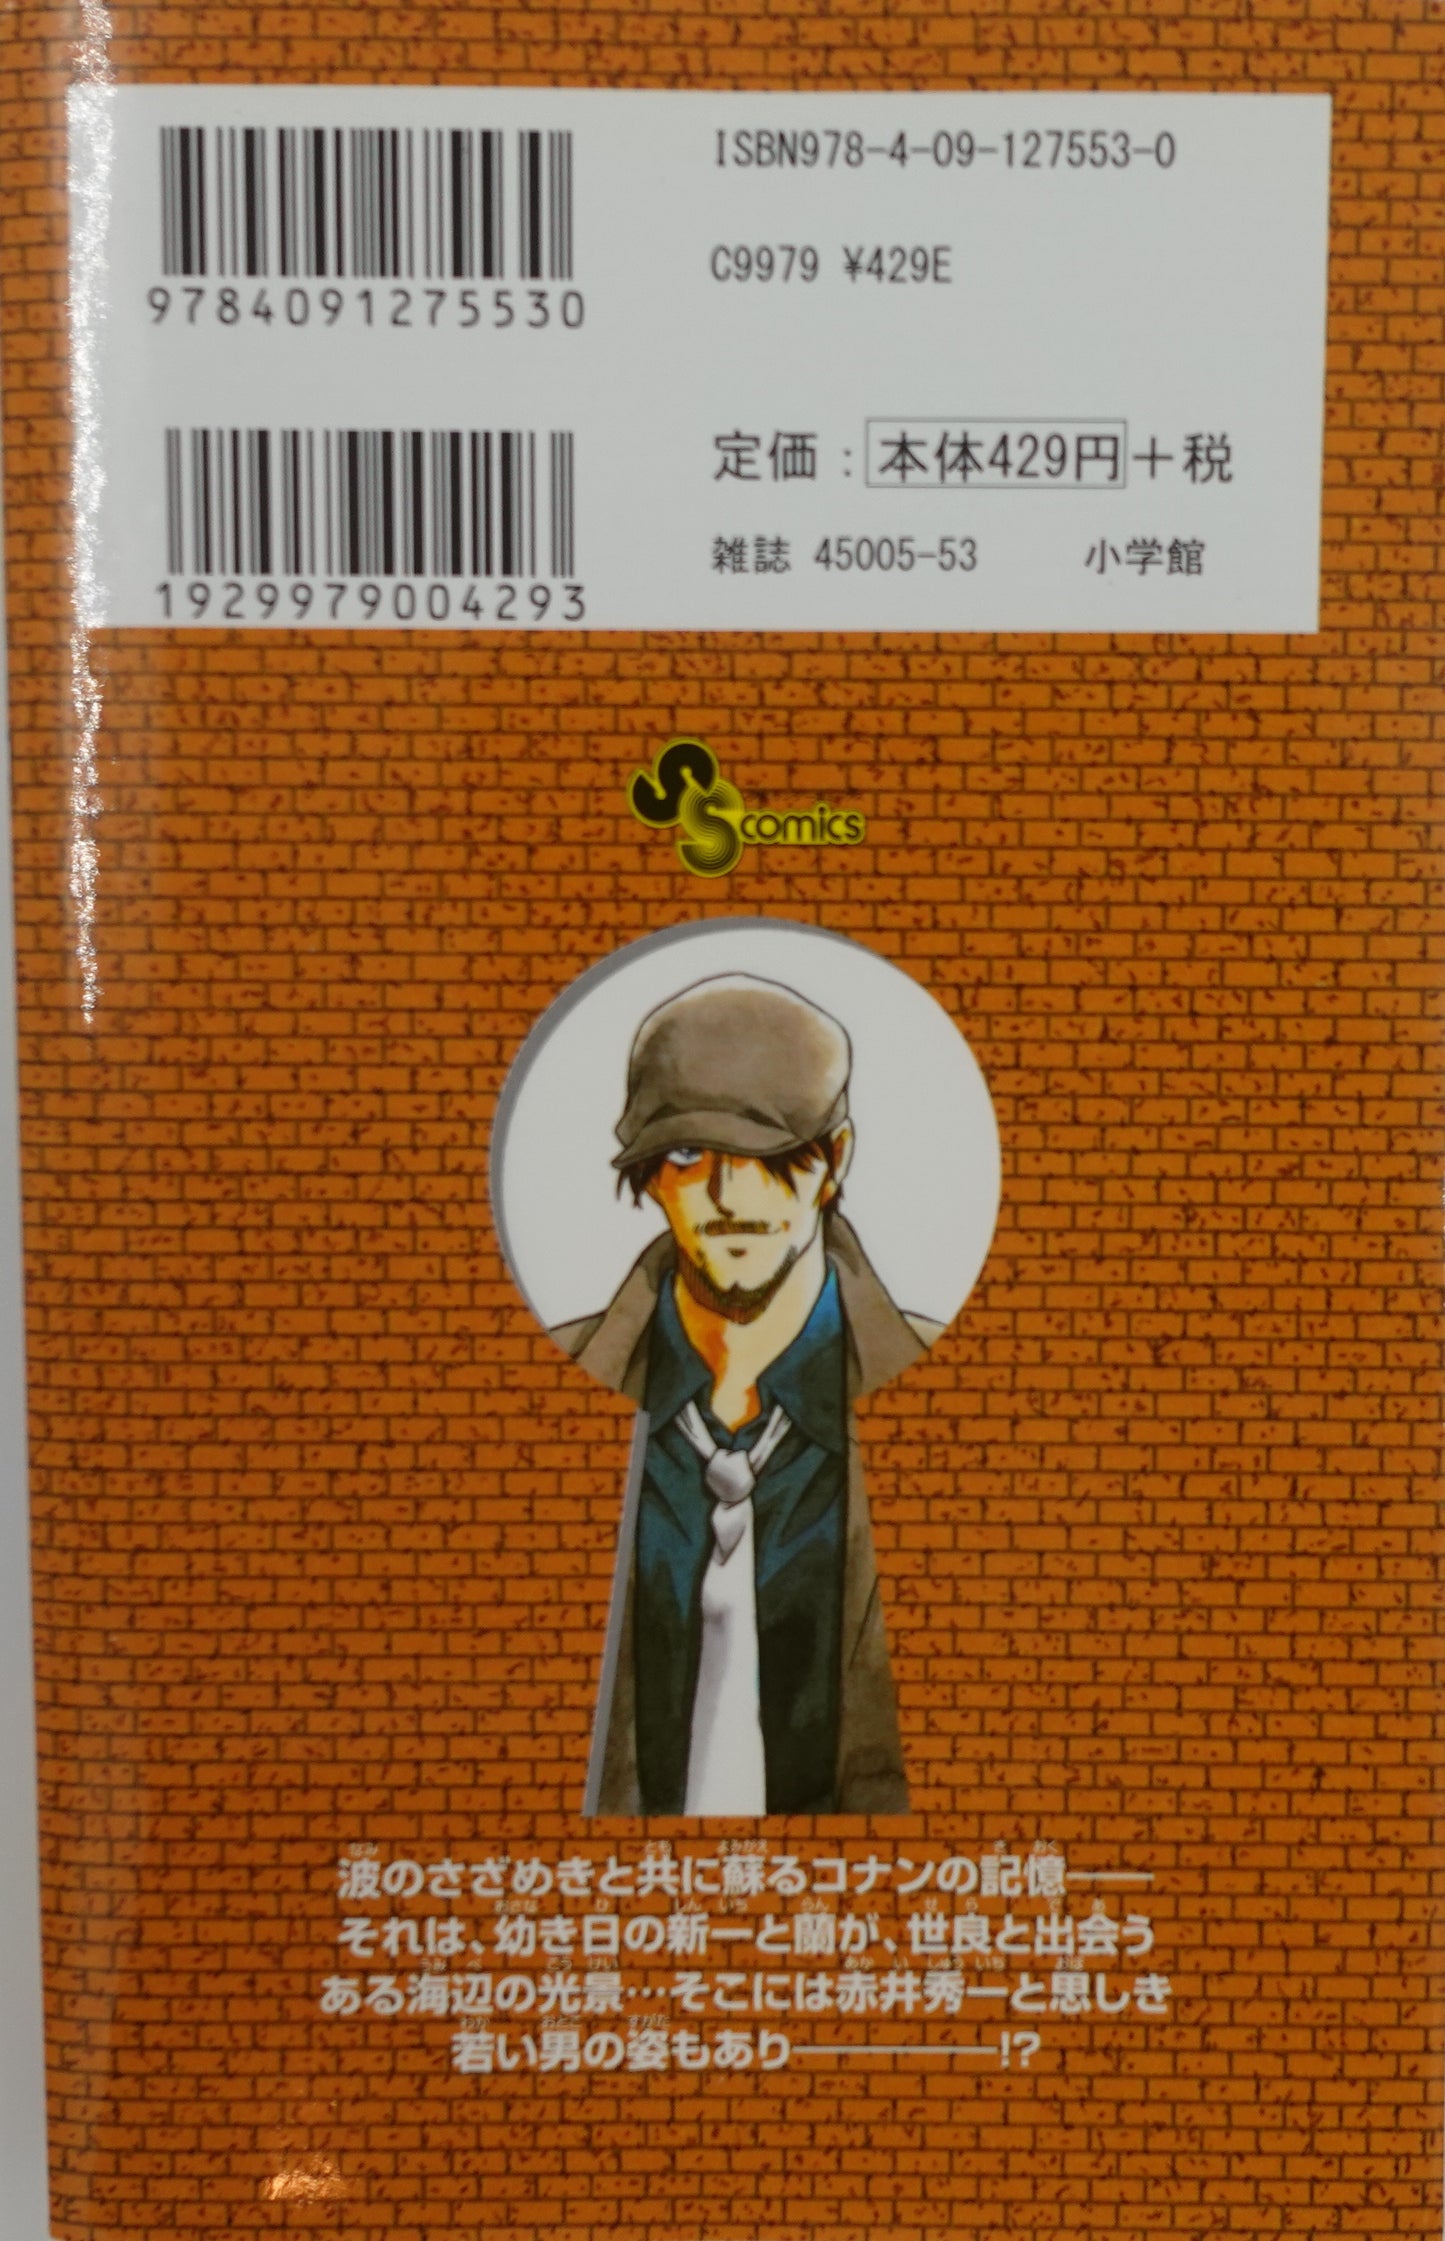 ISBN978-4-09-127553-0
9784091275530
C9979 ¥429E
定価：本体429円+税
雑誌 45005-53 小学館
1929979004293
SS comics
波のさざめきと共に蘇るコナンの記憶――
それは、幼き日の新一と蘭が、世良と出会う
ある海辺の光景…そこには赤井秀一と思しき
若い男の姿もあり――――!?